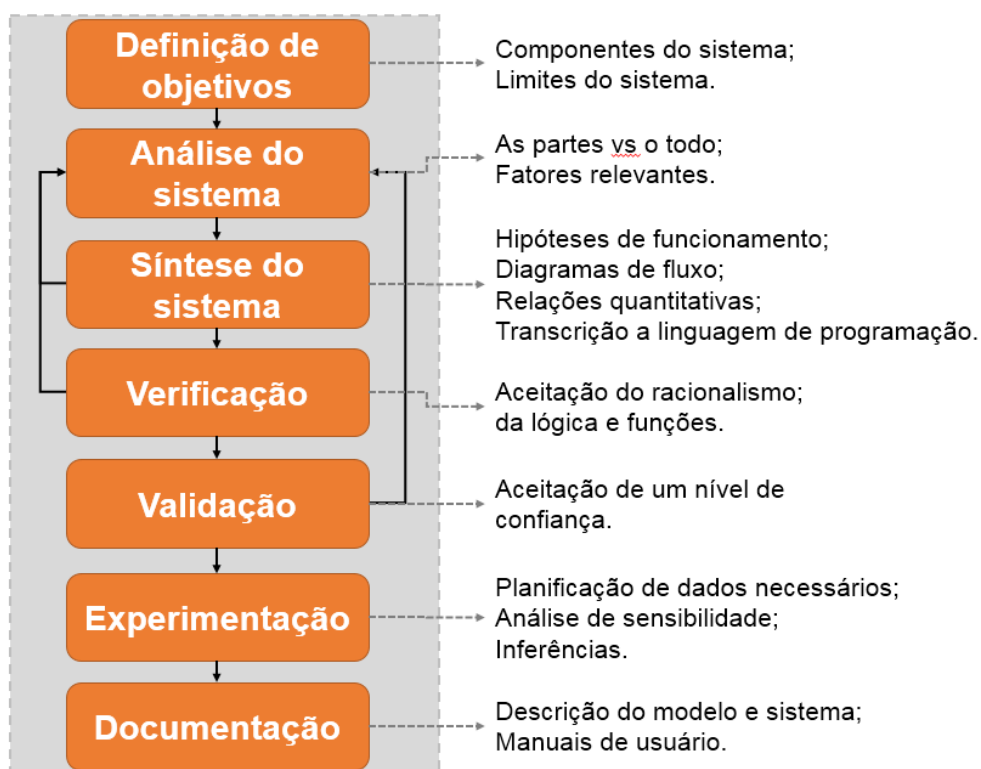 Definição de
objetivos
Componentes do sistema;
Limites do sistema.
Análise do
sistema
As partes vs o todo;
Fatores relevantes.
Síntese do
sistema
Hipóteses de funcionamento;
Diagramas de fluxo;
Relações quantitativas;
Transcrição a linguagem de programação.
Verificação
Aceitação do racionalismo;
da lógica e funções.
Validação
Aceitação de um nível de
confiança.
Experimentação
Planificação de dados necessários;
Análise de sensibilidade;
Inferências.
Documentação
Descrição do modelo e sistema;
Manuais de usuário.